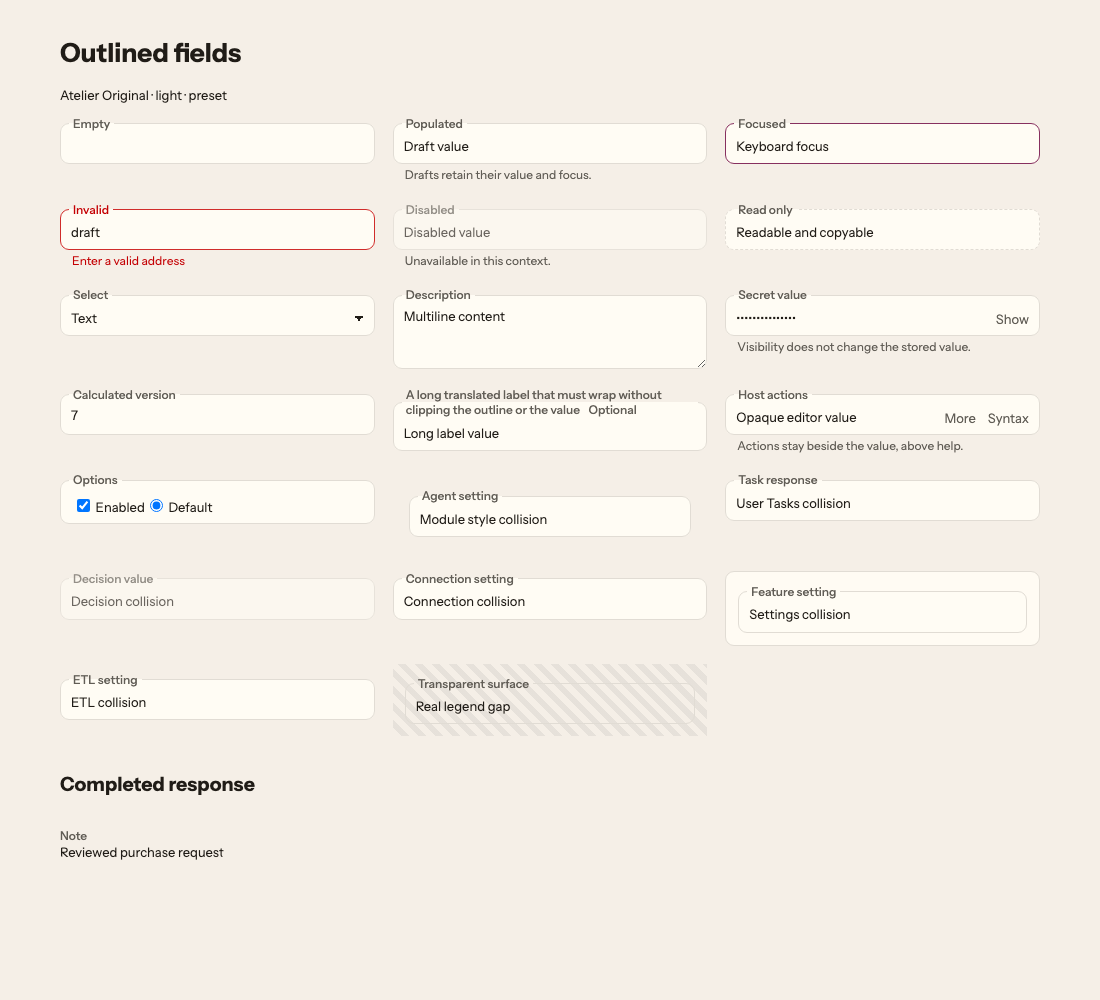 Outlined fields
Atelier Original · light · preset
Empty
Populated
Draft value
Drafts retain their value and focus.
Focused
Keyboard focus
Invalid
draft
Enter a valid address
Disabled
Disabled value
Unavailable in this context.
Read only
Readable and copyable
Select
Text
Description
Multiline content
Secret value
•••••••••••••••
Show
Visibility does not change the stored value.
Calculated version
7
A long translated label that must wrap without
clipping the outline or the value Optional
Long label value
Host actions
Opaque editor value
More Syntax
Actions stay beside the value, above help.
Options
Enabled Default
Agent setting
Module style collision
Task response
User Tasks collision
Decision value
Decision collision
Connection setting
Connection collision
Feature setting
Settings collision
ETL setting
ETL collision
Transparent surface
Real legend gap
Completed response
Note
Reviewed purchase request